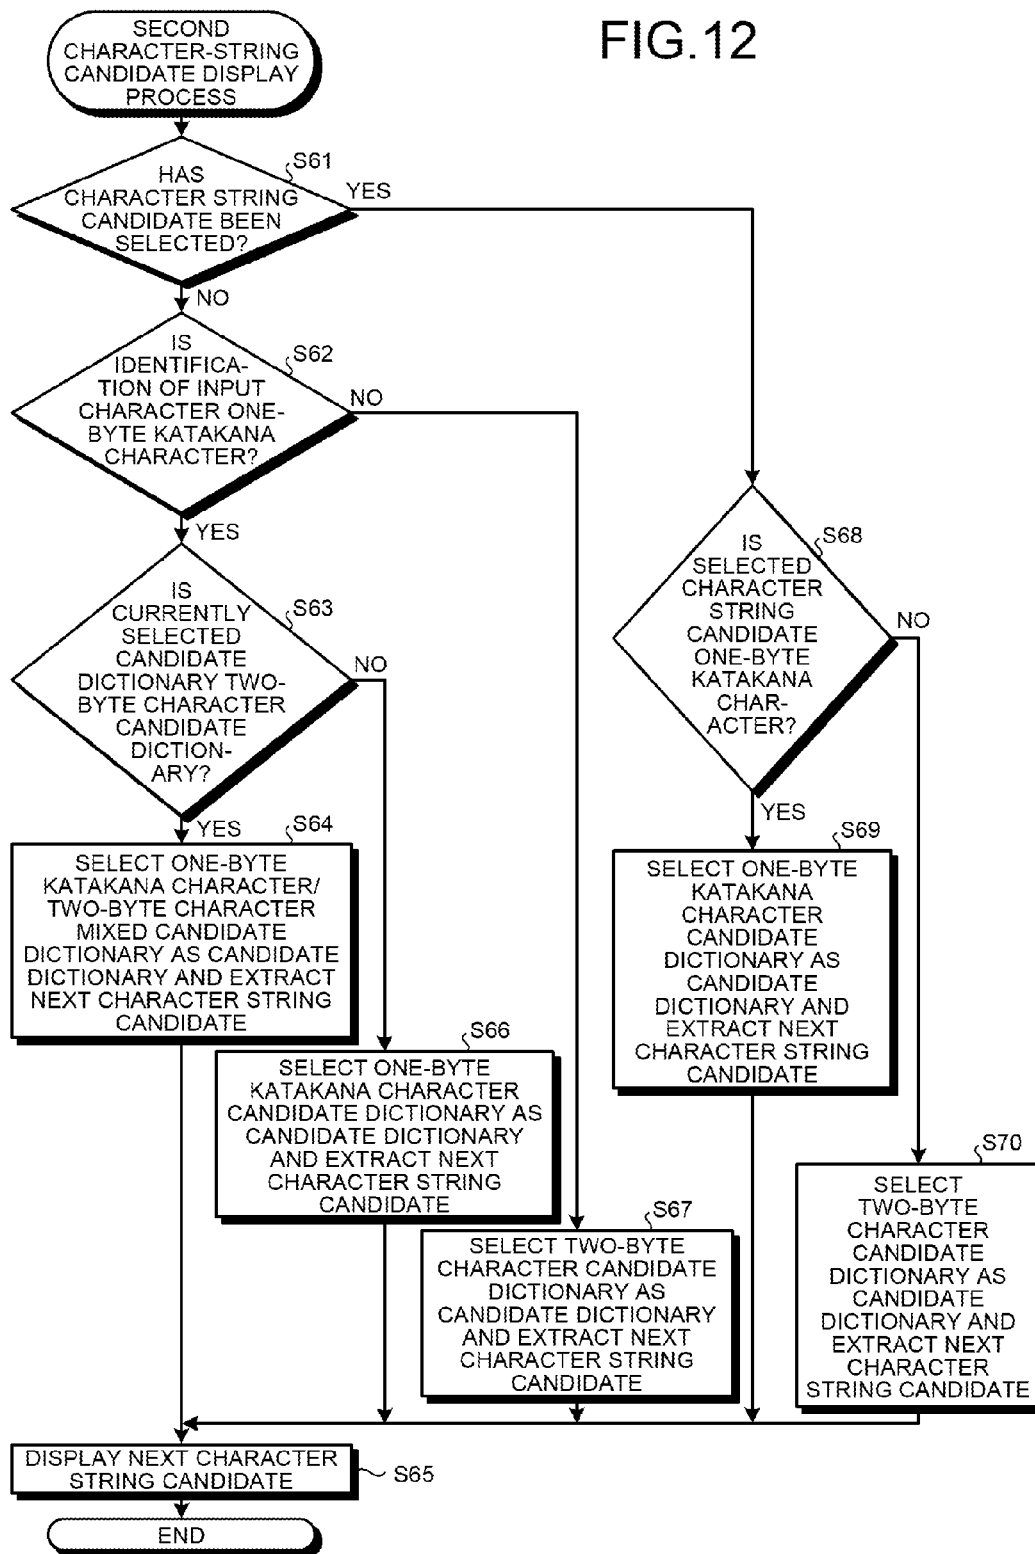 FIG.12
SECOND
CHARACTER-STRING
CANDIDATE DISPLAY
PROCESS
S61
HAS
CHARACTER STRING
CANDIDATE BEEN
SELECTED?
YES
NO
S62
IS
IDENTIFICA-
TION OF INPUT
CHARACTER ONE-
BYTE KATAKANA
CHARACTER?
NO
YES
S63
IS
CURRENTLY
SELECTED
CANDIDATE
DICTIONARY TWO-
BYTE CHARACTER
CANDIDATE
DICTION-
ARY?
NO
YES
S68
IS
SELECTED
CHARACTER
STRING
CANDIDATE
ONE-BYTE
KATAKANA
CHAR-
ACTER?
NO
YES
S64
SELECT ONE-BYTE
KATAKANA CHARACTER/
TWO-BYTE CHARACTER
MIXED CANDIDATE
DICTIONARY AS CANDIDATE
DICTIONARY AND EXTRACT
NEXT CHARACTER STRING
CANDIDATE
S69
SELECT ONE-BYTE
KATAKANA
CHARACTER
CANDIDATE
DICTIONARY AS
CANDIDATE
DICTIONARY AND
EXTRACT NEXT
CHARACTER STRING
CANDIDATE
S66
SELECT ONE-BYTE
KATAKANA CHARACTER
CANDIDATE DICTIONARY AS
CANDIDATE DICTIONARY
AND EXTRACT NEXT
CHARACTER STRING
CANDIDATE
S67
SELECT TWO-BYTE
CHARACTER CANDIDATE
DICTIONARY AS
CANDIDATE DICTIONARY
AND EXTRACT NEXT
CHARACTER STRING
CANDIDATE
S70
SELECT
TWO-BYTE
CHARACTER
CANDIDATE
DICTIONARY AS
CANDIDATE
DICTIONARY AND
EXTRACT NEXT
CHARACTER
STRING CANDIDATE
DISPLAY NEXT CHARACTER
STRING CANDIDATE
S65
END